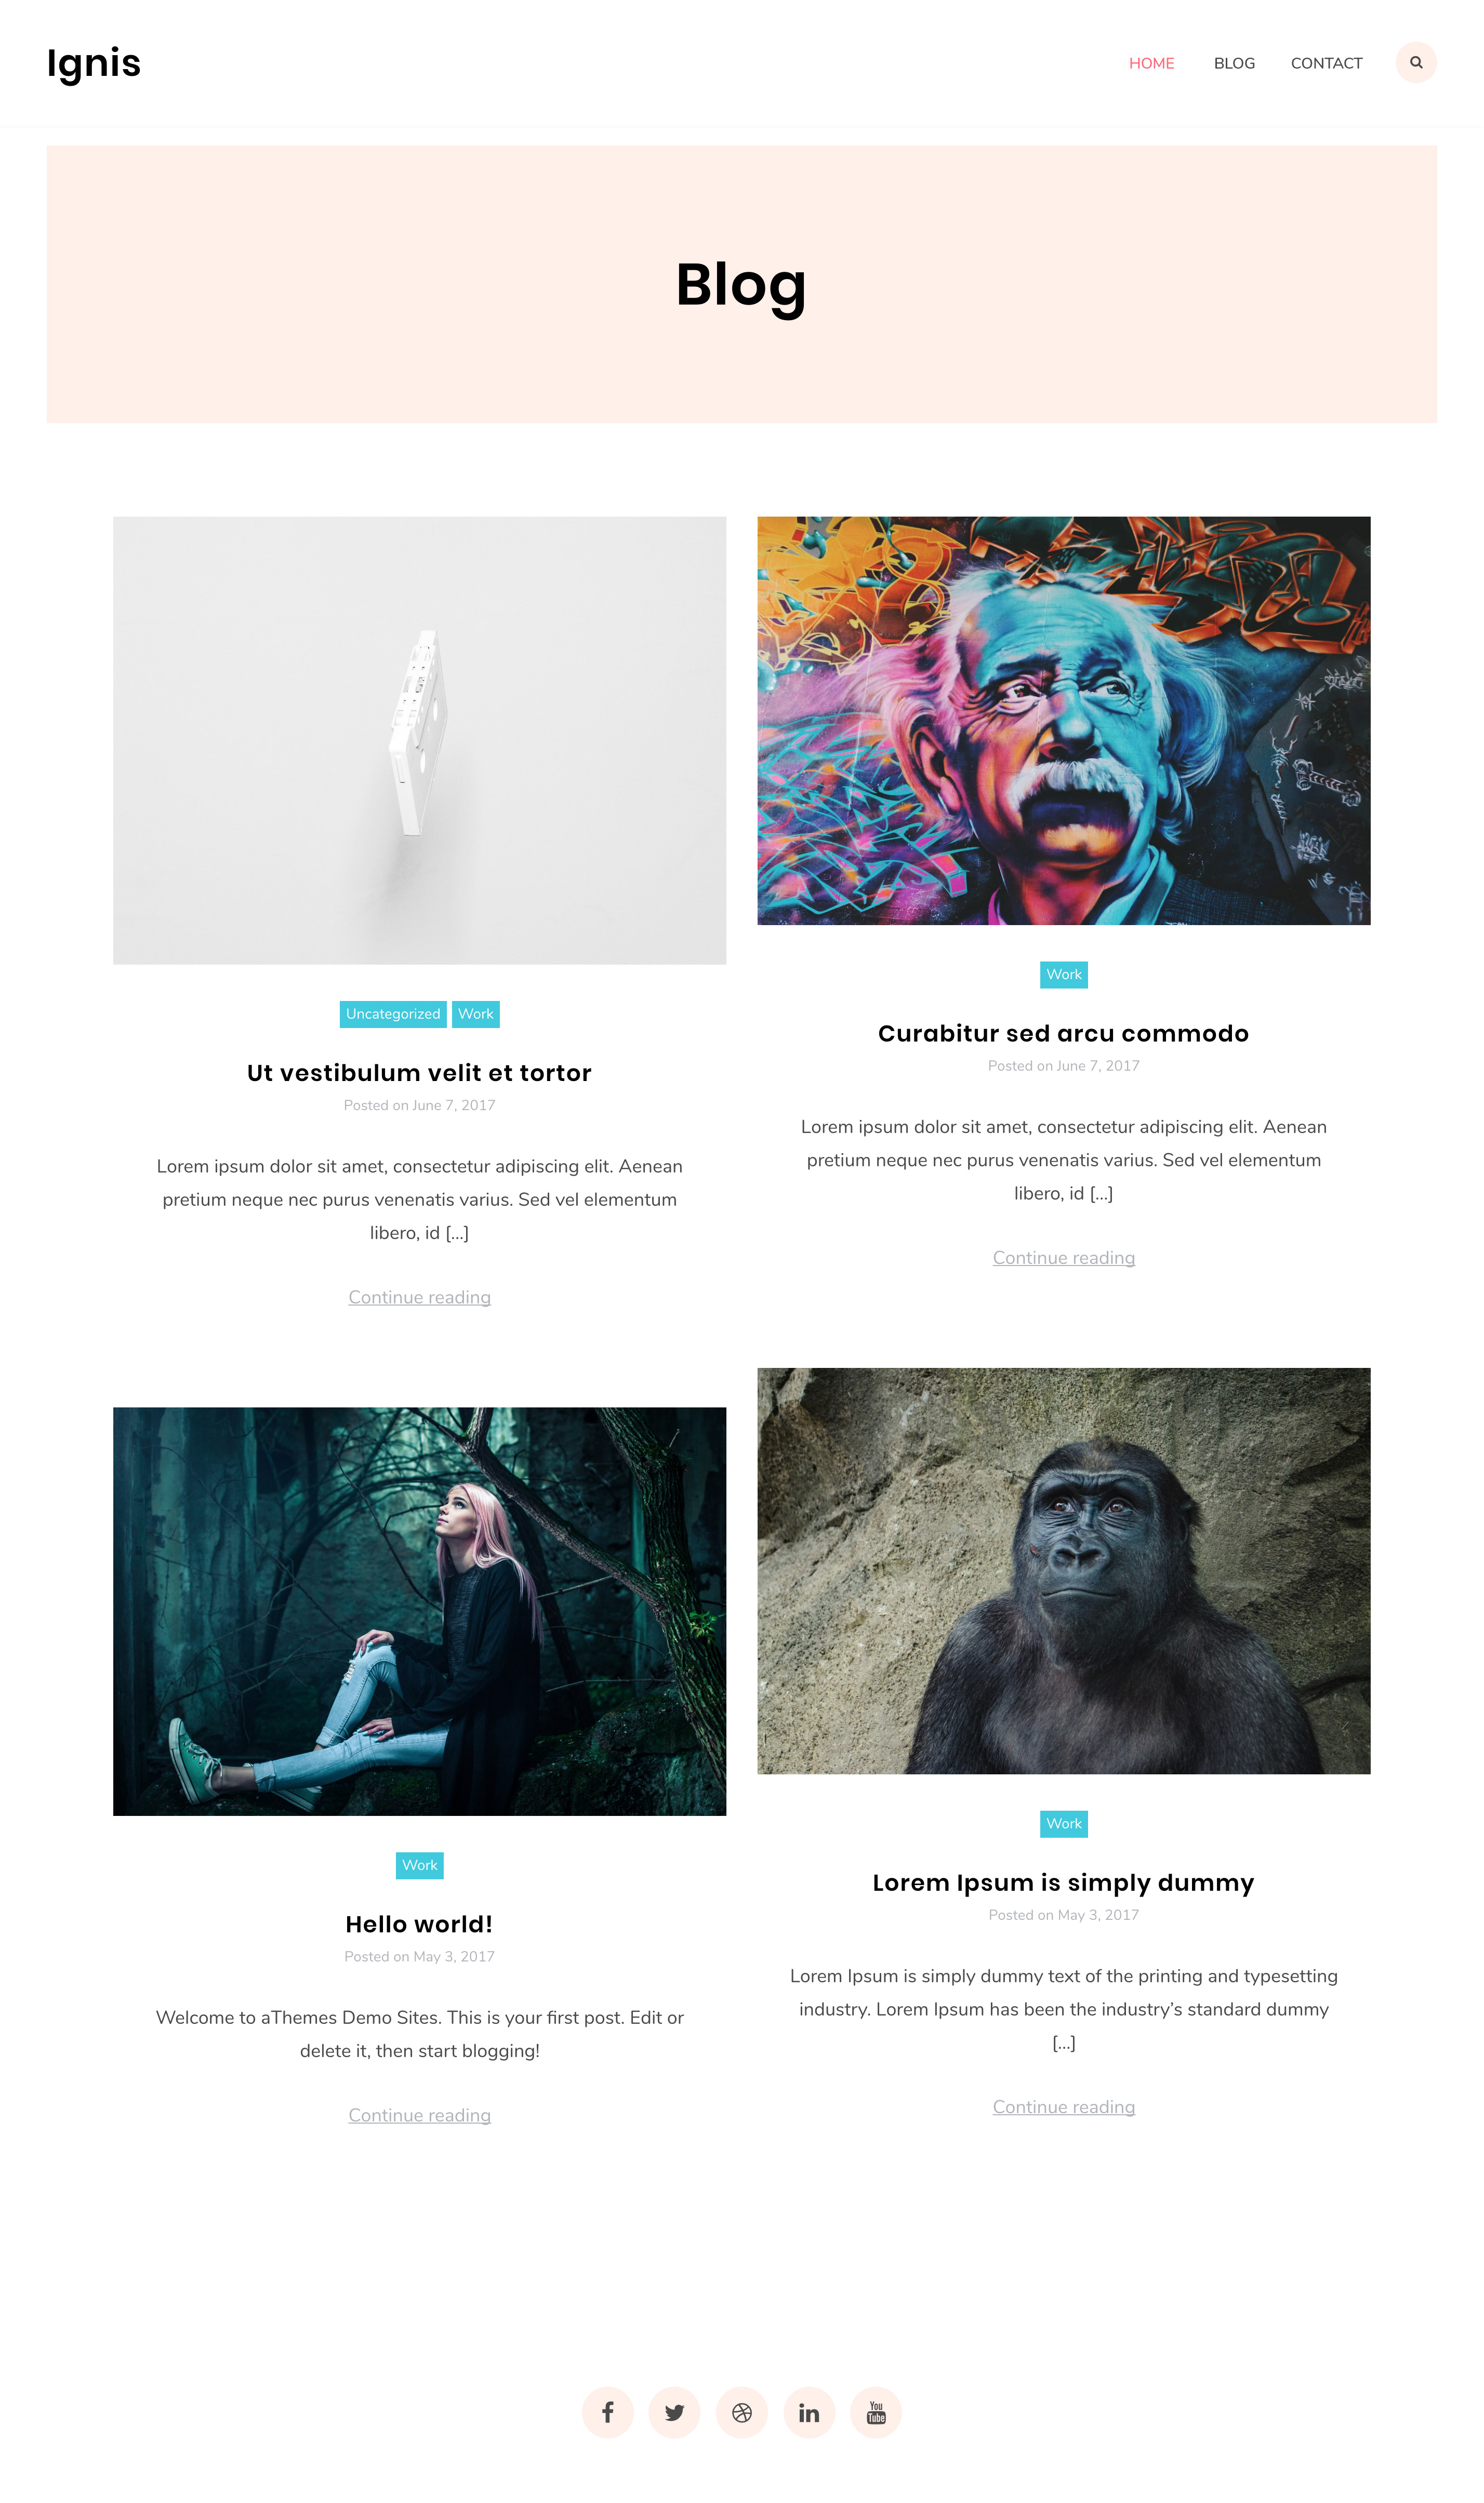 Ignis
HOME BLOG CONTACT
Blog
Uncategorized Work
Ut vestibulum velit et tortor
Posted on June 7, 2017
Lorem ipsum dolor sit amet, consectetur adipiscing elit. Aenean
pretium neque nec purus venenatis varius. Sed vel elementum
libero, id [...]
Continue reading
Work
Curabitur sed arcu commodo
Posted on June 7, 2017
Lorem ipsum dolor sit amet, consectetur adipiscing elit. Aenean
pretium neque nec purus venenatis varius. Sed vel elementum
libero, id [...]
Continue reading
Work
Hello world!
Posted on May 3, 2017
Welcome to aThemes Demo Sites. This is your first post. Edit or
delete it, then start blogging!
Continue reading
Work
Lorem Ipsum is simply dummy
Posted on May 3, 2017
Lorem Ipsum is simply dummy text of the printing and typesetting
industry. Lorem Ipsum has been the industry’s standard dummy
[...]
Continue reading
You
Tube